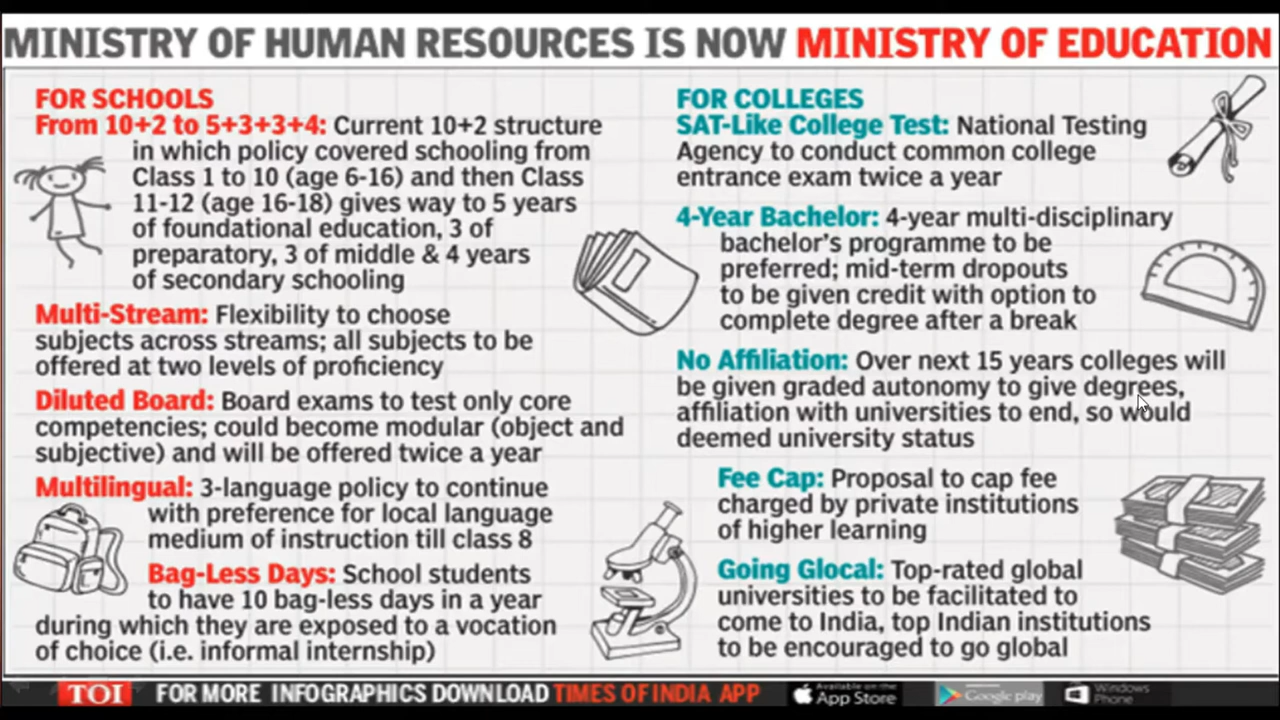 MINISTRY OF HUMAN RESOURCES IS NOW MINISTRY OF EDUCATION
FOR SCHOOLS
From 10+2 to 5+3+3+4: Current 10+2 structure
in which policy covered schooling from
Class 1 to 10 (age 6-16) and then Class
11-12 (age 16-18) gives way to 5 years
of foundational education, 3 of
preparatory, 3 of middle & 4 years
of secondary schooling
Multi-Stream: Flexibility to choose
subjects across streams; all subjects to be
offered at two levels of proficiency
Diluted Board: Board exams to test only core
competencies; could become modular (object and
subjective) and will be offered twice a year
Multilingual: 3-language policy to continue
with preference for local language
medium of instruction till class 8
Bag-Less Days: School students
to have 10 bag-less days in a year
during which they are exposed to a vocation
of choice (i.e. informal internship)
FOR COLLEGES
SAT-Like College Test: National Testing
Agency to conduct common college
entrance exam twice a year
4-Year Bachelor: 4-year multi-disciplinary
bachelor's programme to be
preferred; mid-term dropouts
to be given credit with option to
complete degree after a break
No Affiliation: Over next 15 years colleges will
be given graded autonomy to give degrees,
affiliation with universities to end, so would
deemed university status
Fee Cap: Proposal to cap fee
charged by private institutions
of higher learning
Going Glocal: Top-rated global
universities to be facilitated to
come to India, top Indian institutions
to be encouraged to go global
TOI FOR MORE INFOGRAPHICS DOWNLOAD TIMES OF INDIA APP
Available on the
App Store
Google play
Windows
Phone